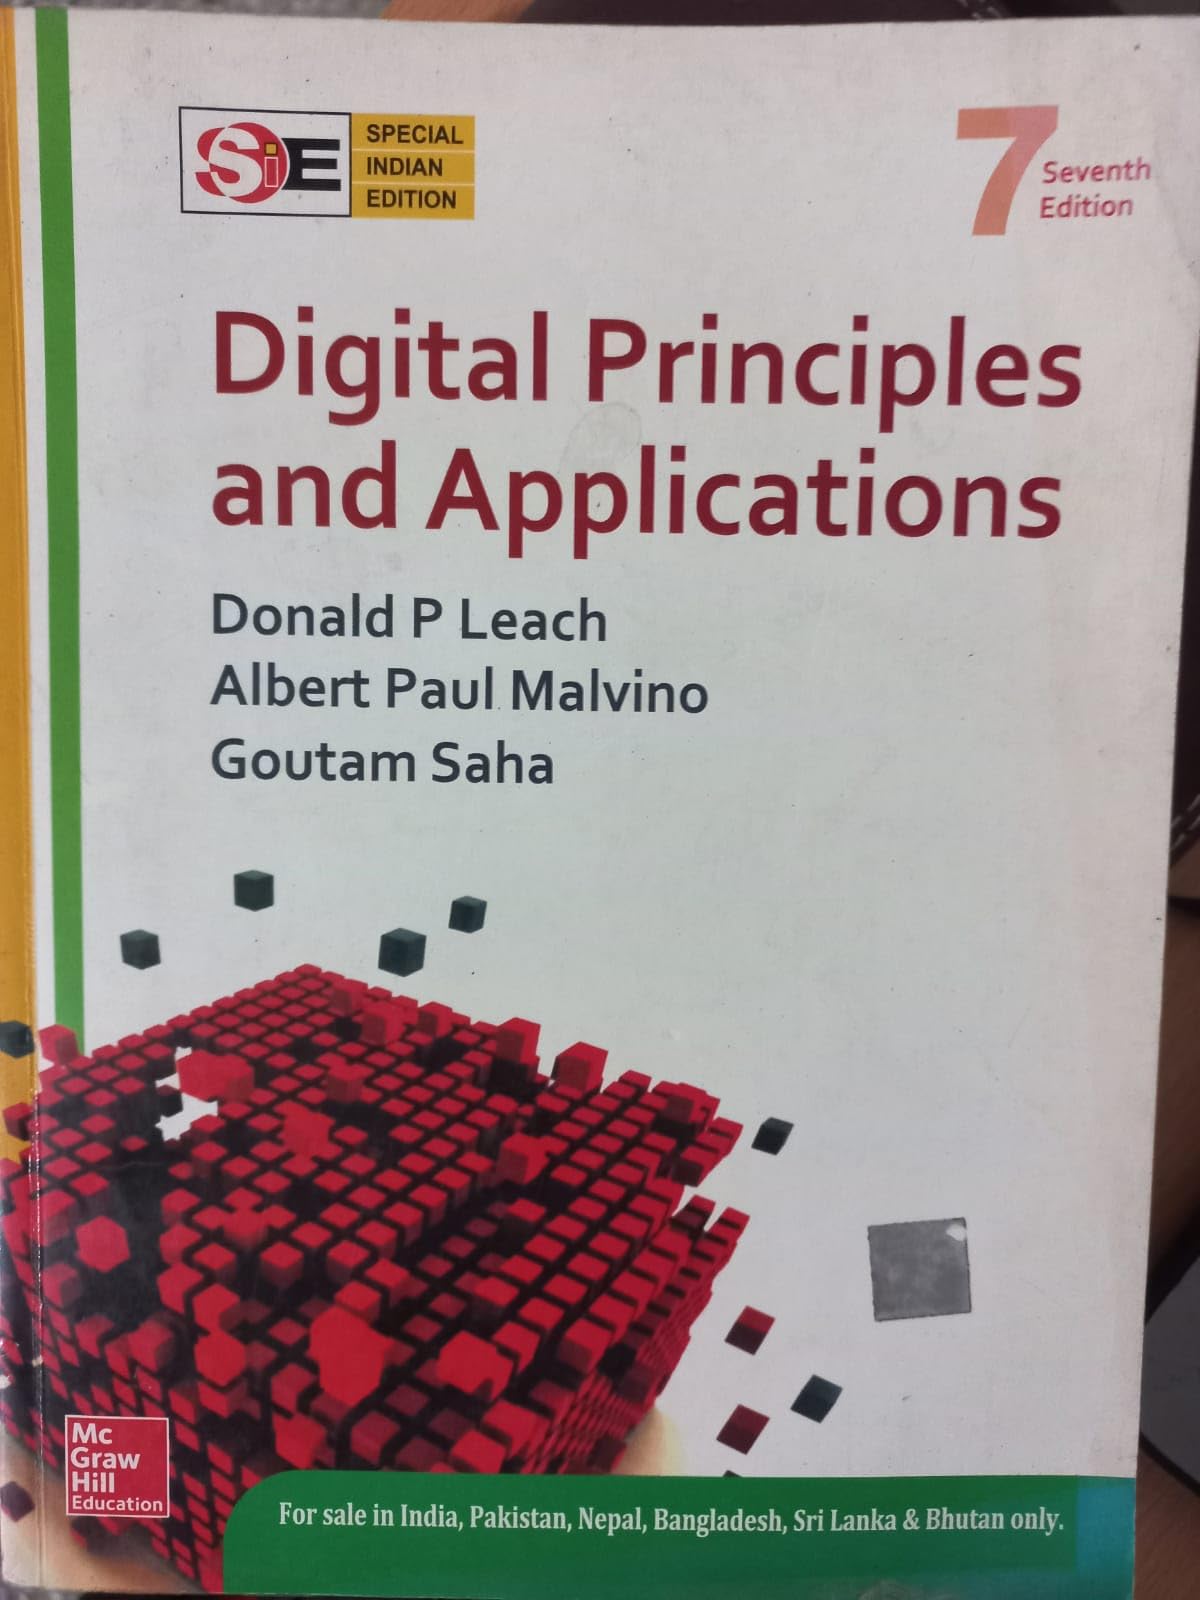 SiE
SPECIAL
INDIAN
EDITION
7
Seventh
Edition
Digital Principles
and Applications
Donald P Leach
Albert Paul Malvino
Goutam Saha
Mc
Graw
Hill
Education
For sale in India, Pakistan, Nepal, Bangladesh, Sri Lanka & Bhutan only.